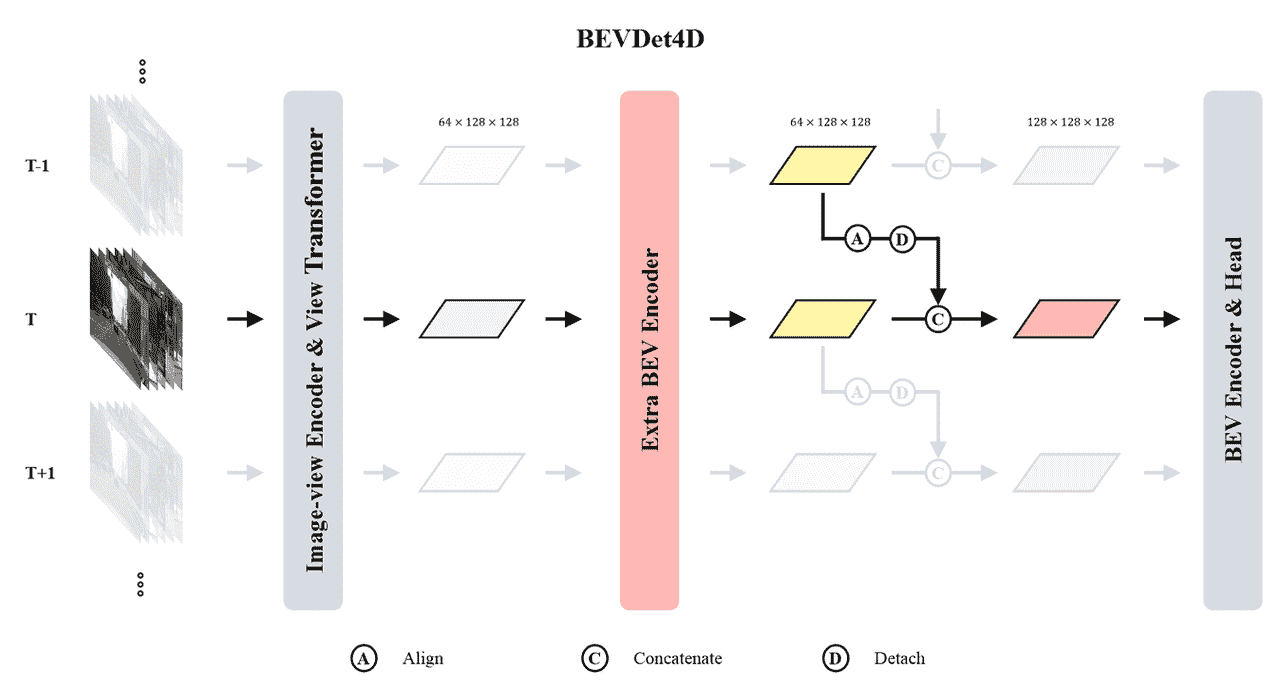 BEVDet4D
64 × 128 × 128
64 × 128 × 128
128 × 128 × 128
T-1
C
A
D
T
C
A
D
T+1
C
Image-view Encoder & View Transformer
Extra BEV Encoder
BEV Encoder & Head
A Align
C Concatenate
D Detach